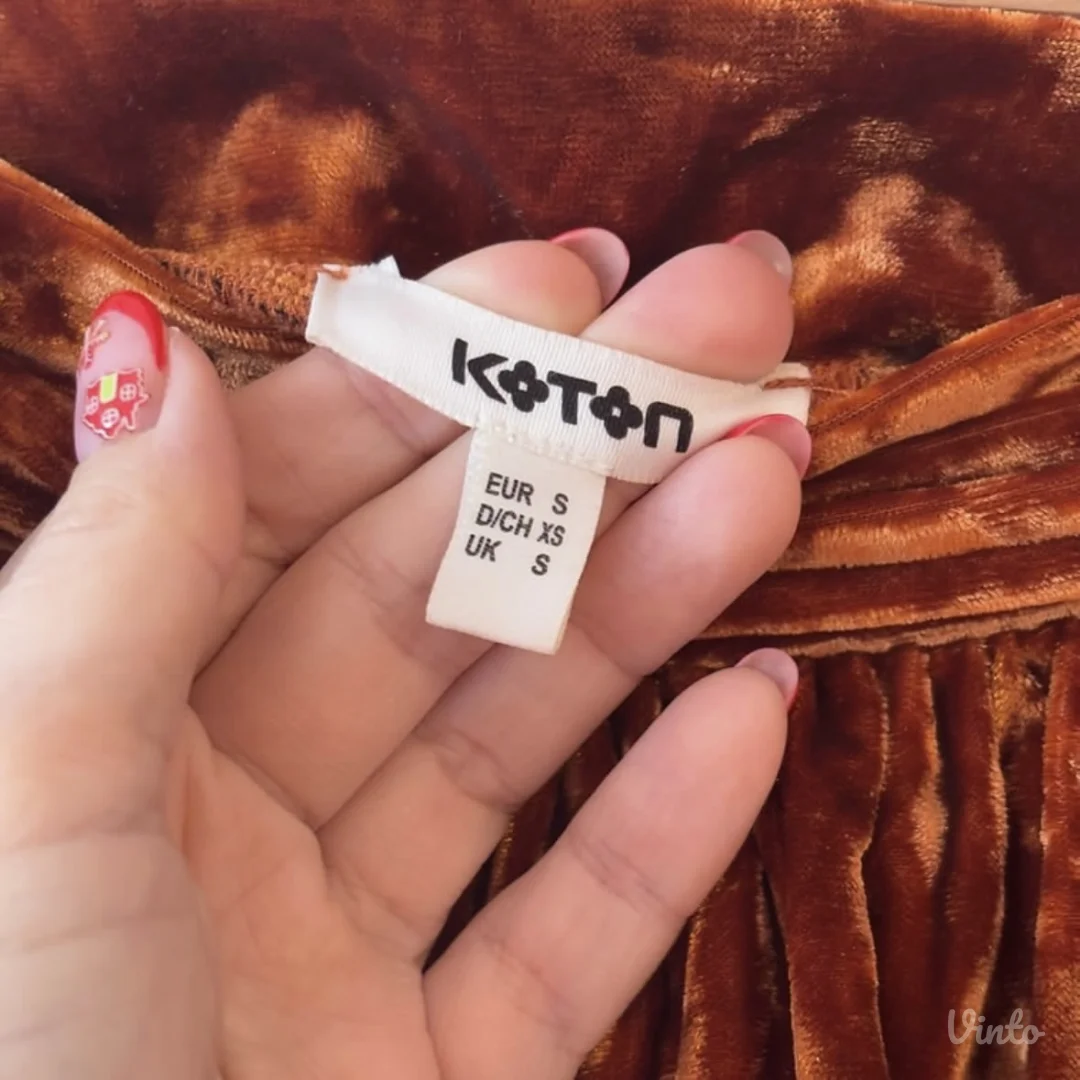 KOTON
EUR S
D/CH XS
UK S
Vinto